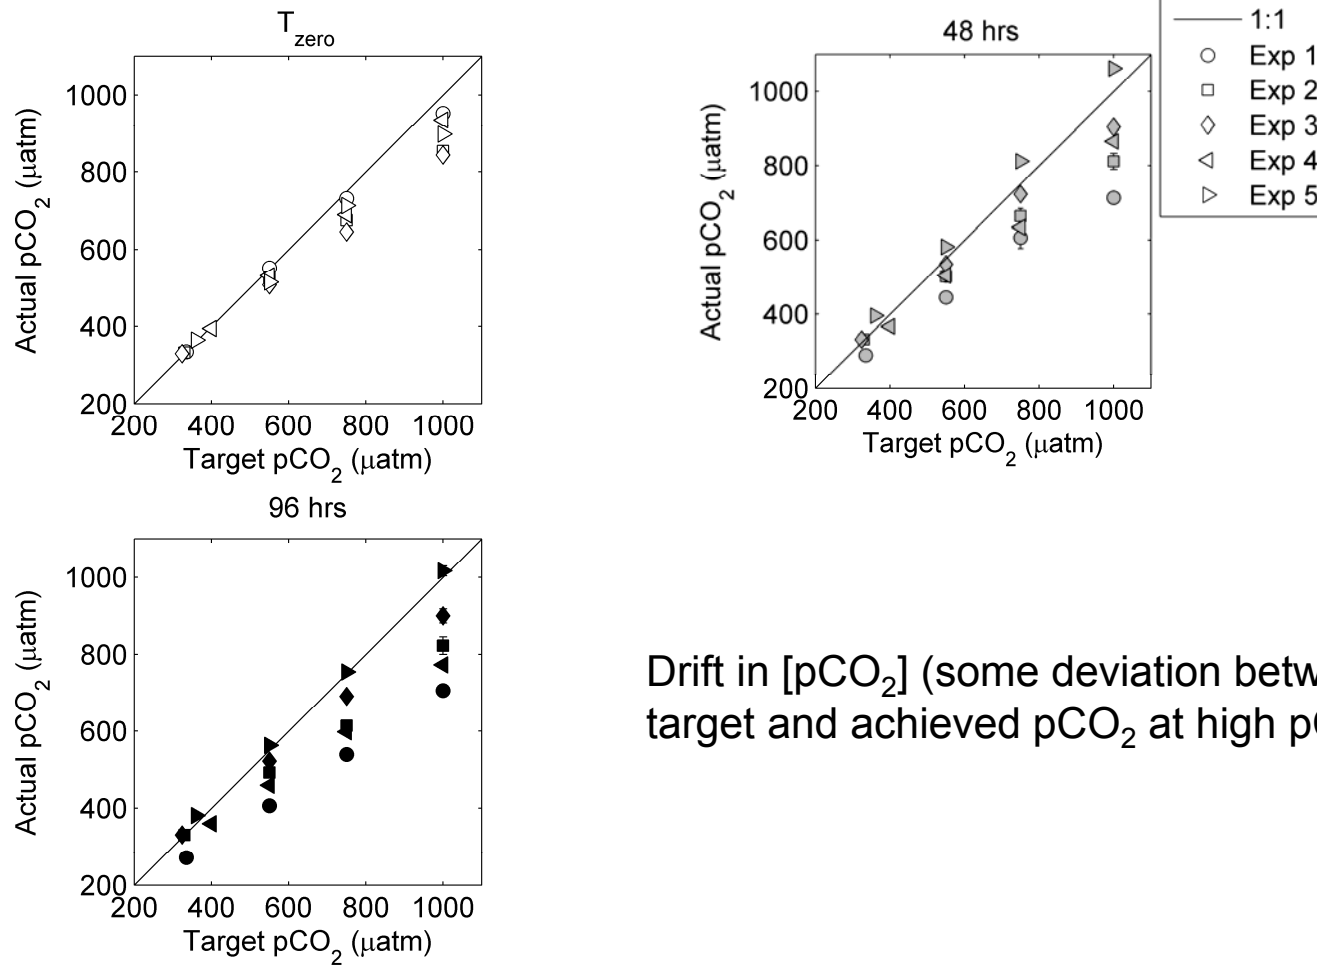 T_zero
1000
800
600
400
200
200 400 600 800 1000
Actual pCO₂ (μatm)
Target pCO₂ (μatm)
48 hrs
1000
800
600
400
200
200 400 600 800 1000
Actual pCO₂ (μatm)
Target pCO₂ (μatm)
1:1
Exp 1
Exp 2
Exp 3
Exp 4
Exp 5
96 hrs
1000
800
600
400
200
200 400 600 800 1000
Actual pCO₂ (μatm)
Target pCO₂ (μatm)
Drift in [pCO₂] (some deviation
target and achieved pCO₂ at high